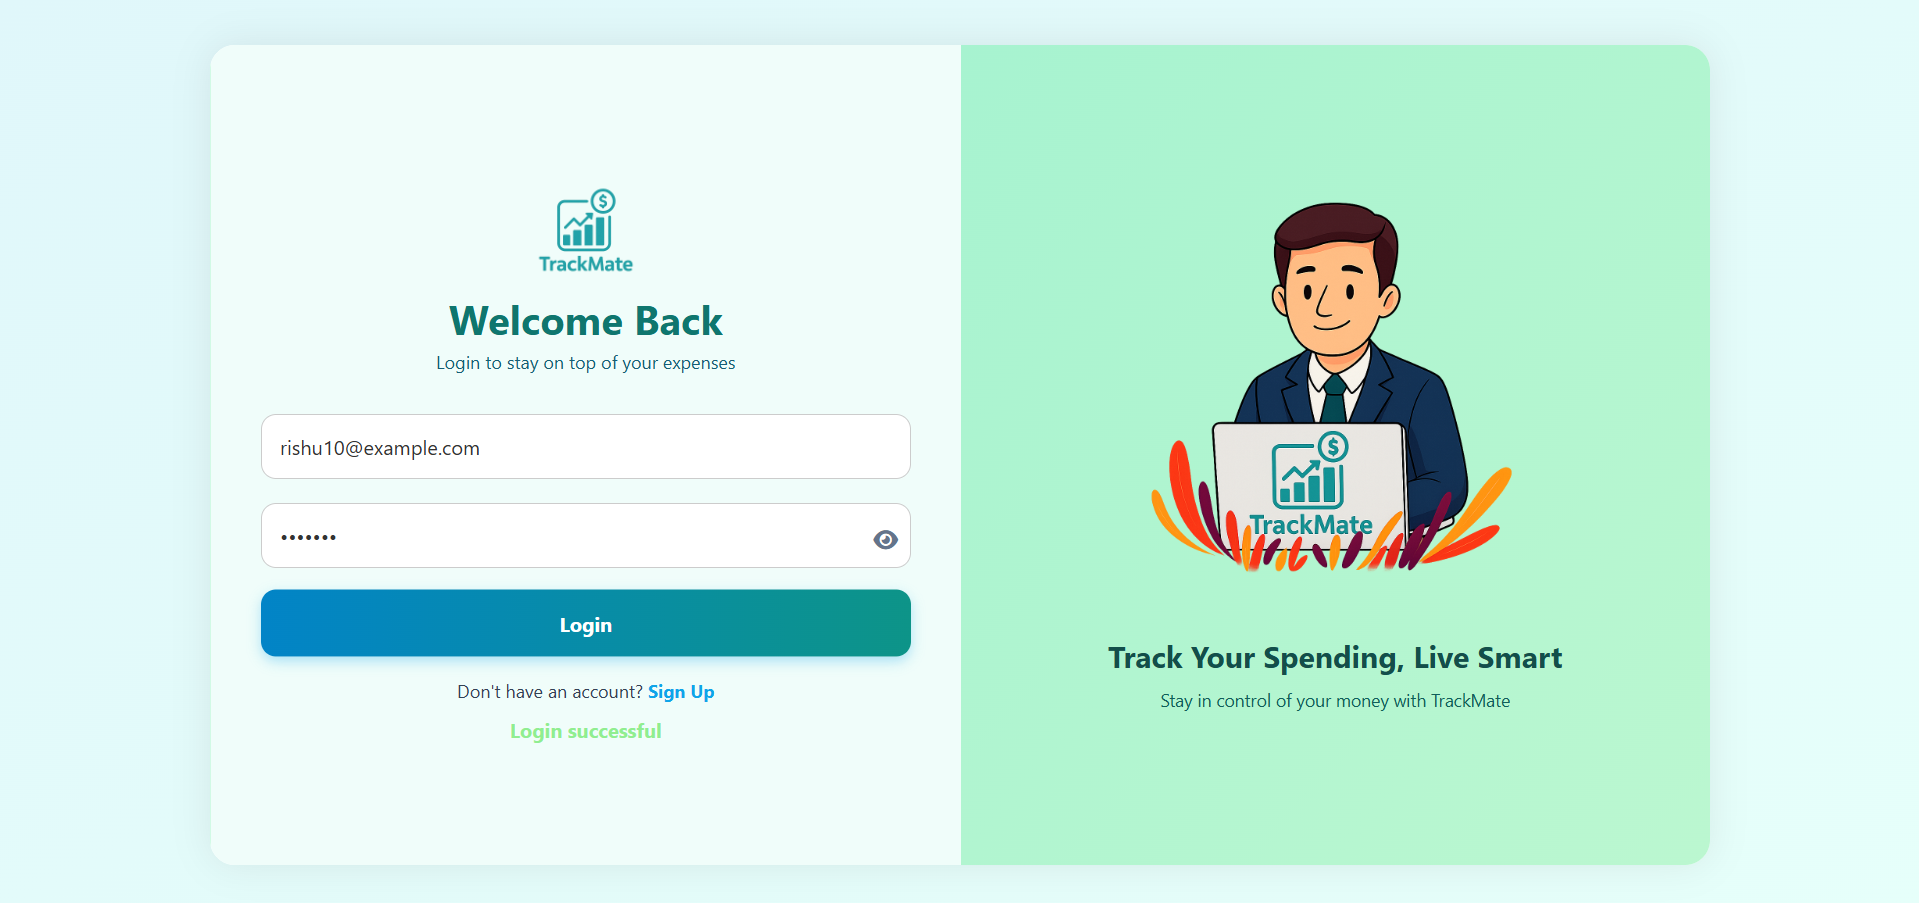 TrackMate
Welcome Back
Login to stay on top of your expenses
rishu10@example.com
•••••••
Login
Don't have an account? Sign Up
Login successful
$
TrackMate
Track Your Spending, Live Smart
Stay in control of your money with TrackMate